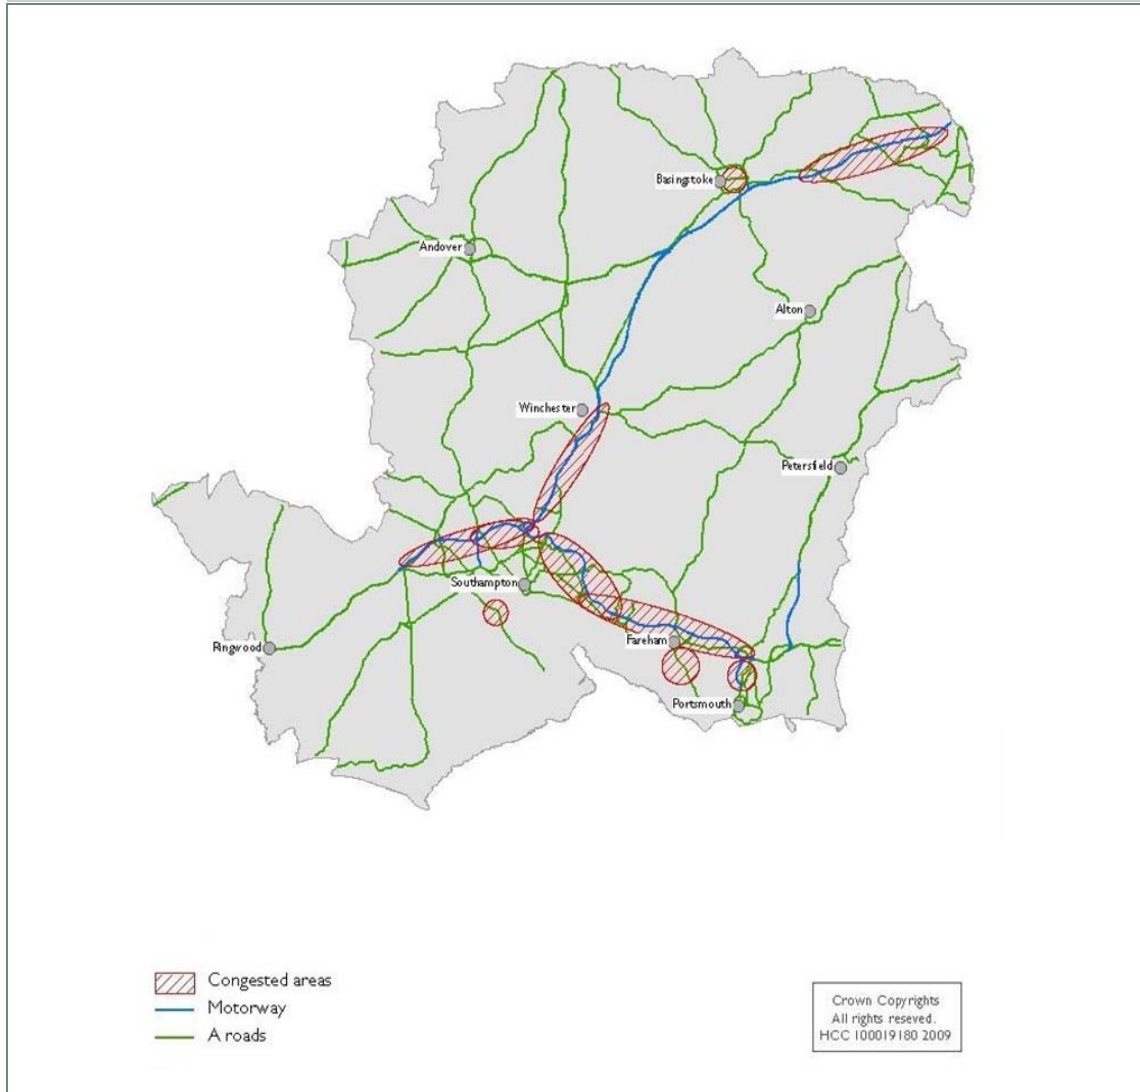 Basingstoke
Andover
Alton
Winchester
Petersfield
Southampton
Ringwood
Fareham
Portsmouth
Congested areas
Motorway
A roads
Crown Copyrights
All rights reseved.
HCC 100019180 2009